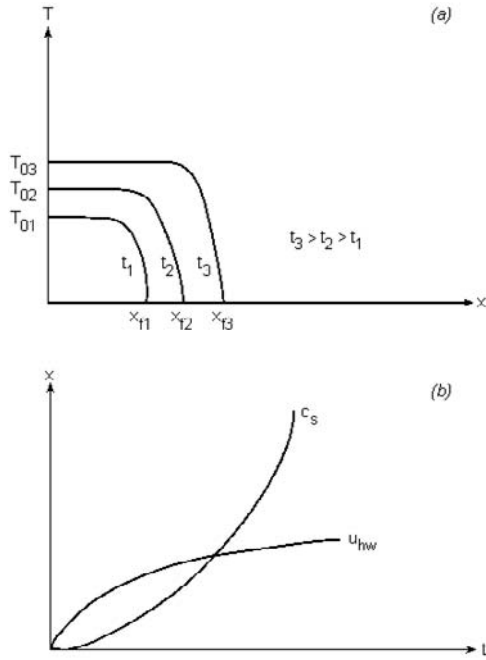 T
(a)
T03
T02
T01
t1
t2
t3
t3 > t2 > t1
x
xf1
xf2
xf3
x
(b)
cs
uhw